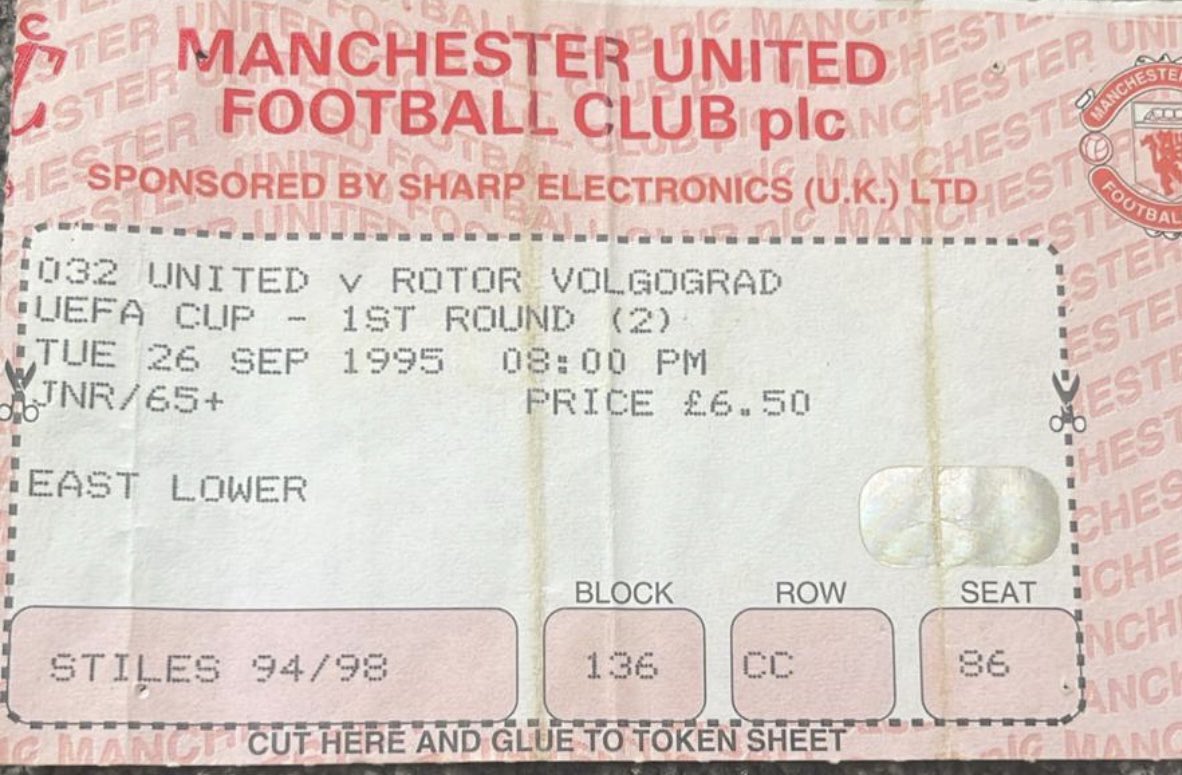 MANCHESTER UNITED
FOOTBALL CLUB plc
SPONSORED BY SHARP ELECTRONICS (U.K.) LTD
MANCHESTER
FOOTBALL
032 UNITED v ROTOR VOLGOGRAD
UEFA CUP - 1ST ROUND (2)
TUE 26 SEP 1995 08:00 PM
JNR/65+ PRICE £6.50
EAST LOWER
BLOCK ROW SEAT
STILES 94/98 136 CC 86
CUT HERE AND GLUE TO TOKEN SHEET